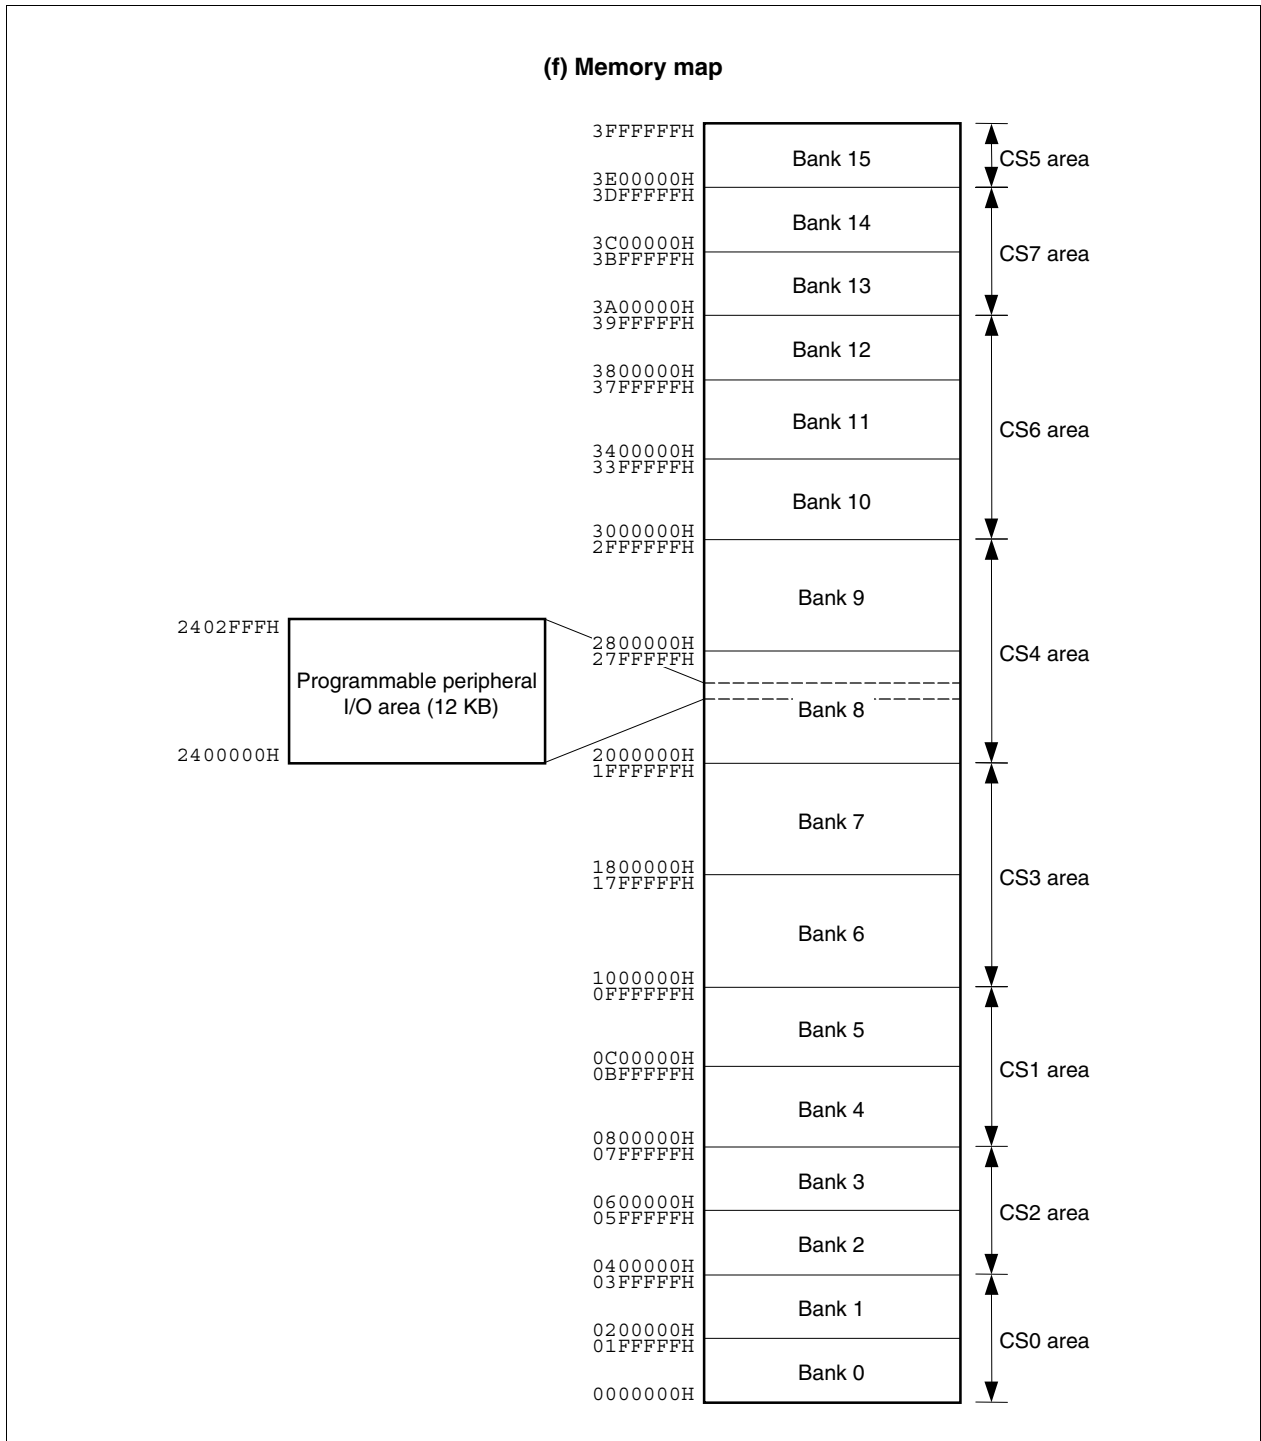 (f) Memory map
3FFFFFFH
Bank 15
CS5 area
3E00000H
3DFFFFFH
Bank 14
3C00000H
CS7 area
3BFFFFFH
Bank 13
3A00000H
39FFFFFH
Bank 12
3800000H
37FFFFFH
Bank 11
CS6 area
3400000H
33FFFFFH
Bank 10
3000000H
2FFFFFFH
Bank 9
2402FFFH
2800000H
CS4 area
27FFFFFH
Programmable peripheral
I/O area (12 KB)
Bank 8
2400000H
2000000H
1FFFFFFH
Bank 7
1800000H
CS3 area
17FFFFFH
Bank 6
1000000H
0FFFFFFH
Bank 5
0C00000H
CS1 area
0BFFFFFH
Bank 4
0800000H
07FFFFFH
Bank 3
0600000H
CS2 area
05FFFFFH
Bank 2
0400000H
03FFFFFH
Bank 1
0200000H
CS0 area
01FFFFFH
Bank 0
0000000H